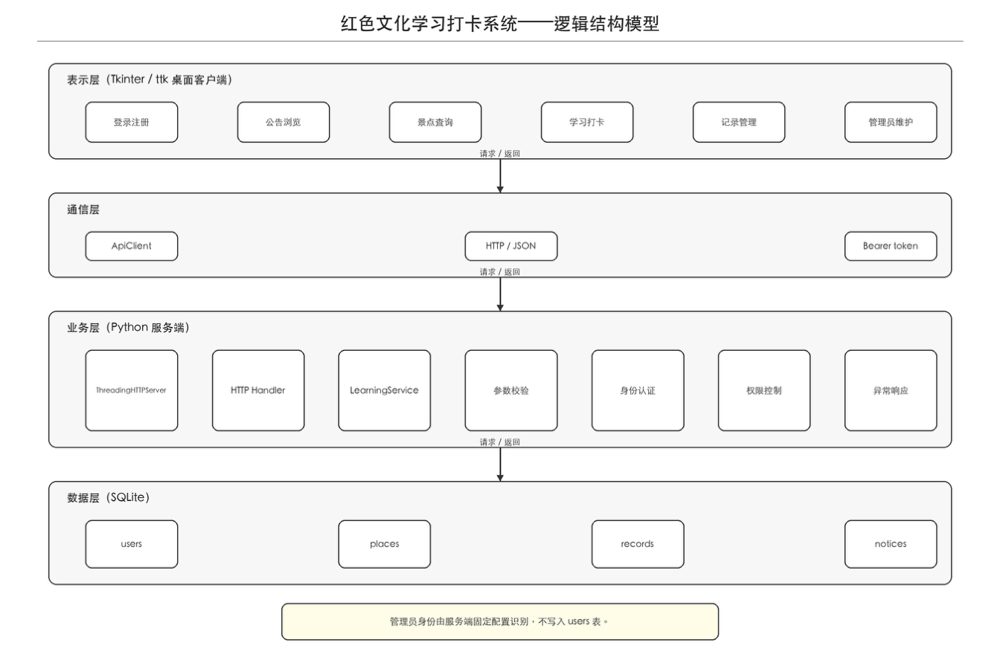 红色文化学习打卡系统——逻辑结构模型
表示层（Tkinter / ttk 桌面客户端）
登录注册
公告浏览
景点查询
学习打卡
记录管理
管理员维护
请求 / 返回
通信层
ApiClient
HTTP / JSON
Bearer token
请求 / 返回
业务层（Python 服务端）
ThreadingHTTPServer
HTTP Handler
LearningService
参数校验
身份认证
权限控制
异常响应
请求 / 返回
数据层（SQLite）
users
places
records
notices
管理员身份由服务端固定配置识别，不写入 users 表。